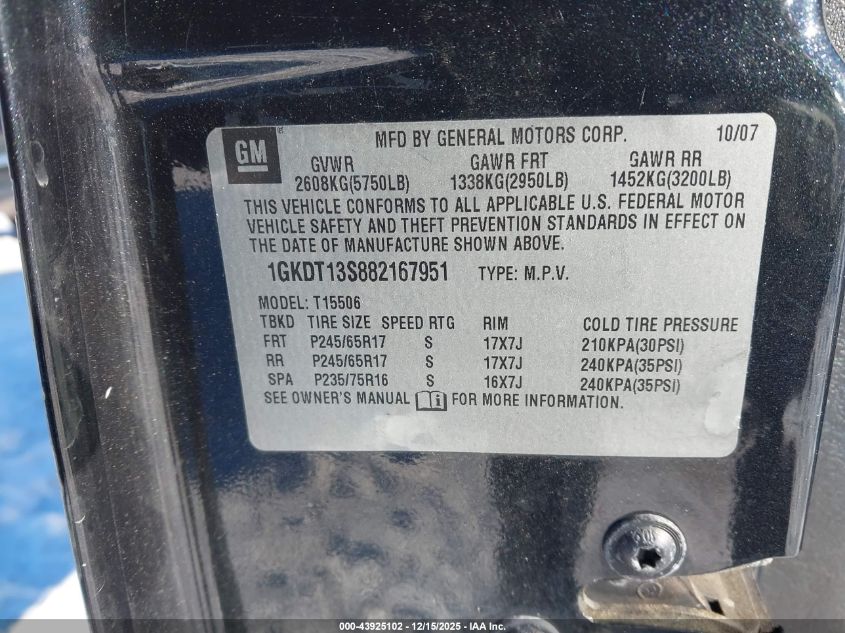 GM
MFD BY GENERAL MOTORS CORP. 10/07
GVWR GAWR FRT GAWR RR
2608KG(5750LB) 1338KG(2950LB) 1452KG(3200LB)
THIS VEHICLE CONFORMS TO ALL APPLICABLE U.S. FEDERAL MOTOR
VEHICLE SAFETY AND THEFT PREVENTION STANDARDS IN EFFECT ON
THE DATE OF MANUFACTURE SHOWN ABOVE.
1GKDT13S882167951 TYPE: M.P.V.
MODEL: T15506
TBKD TIRE SIZE SPEED RTG RIM COLD TIRE PRESSURE
FRT P245/65R17 S 17X7J 210KPA(30PSI)
RR P245/65R17 S 17X7J 240KPA(35PSI)
SPA P235/75R16 S 16X7J 240KPA(35PSI)
SEE OWNER'S MANUAL FOR MORE INFORMATION.
000-43925102 - 12/15/2025 - IAA Inc.